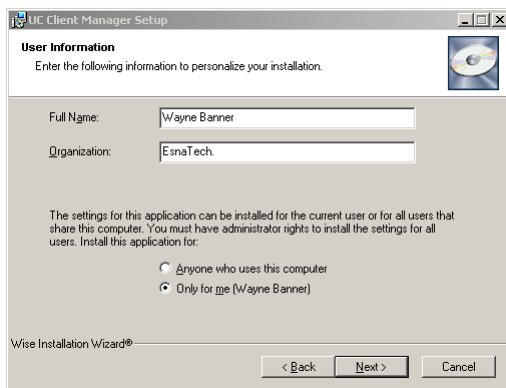 UC Client Manager Setup
User Information
Enter the following information to personalize your installation.
Full Name:
Wayne Banner
Organization:
EsnaTech.
The settings for this application can be installed for the current user or for all users that
share this computer. You must have administrator rights to install the settings for all
users. Install this application for:
Anyone who uses this computer
Only for me (Wayne Banner)
Wise Installation Wizard®
< Back
Next >
Cancel